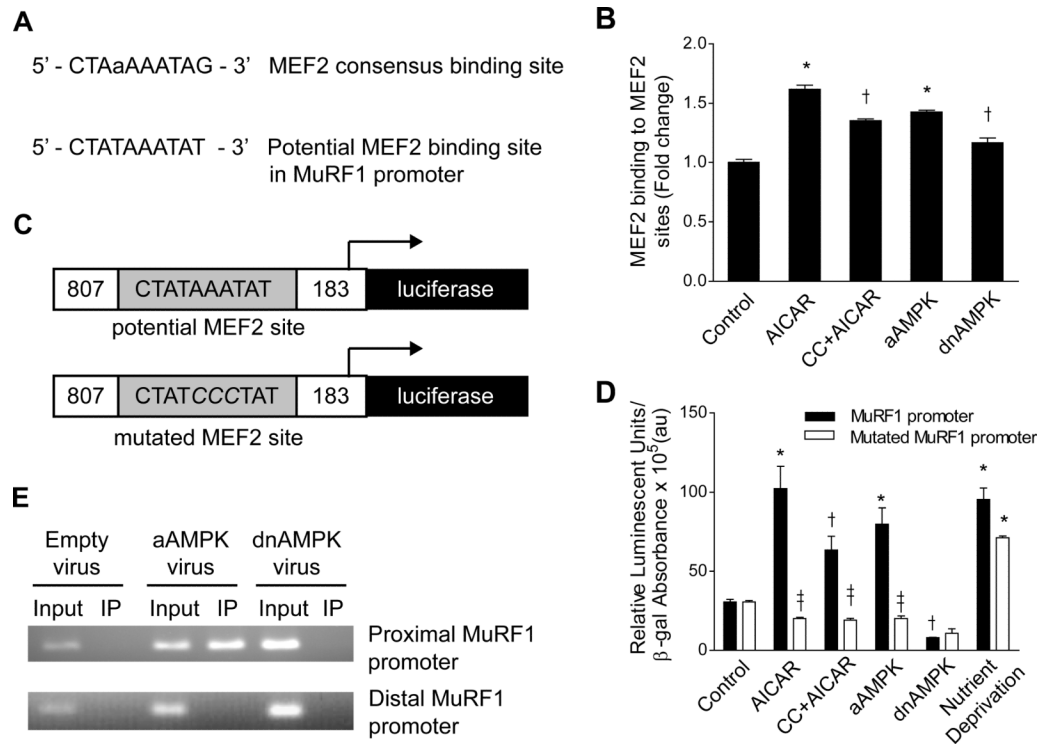 A
5’ - CTAaAAATAG - 3’ MEF2 consensus binding site
5’ - CTATAAATAT - 3’ Potential MEF2 binding site
in MuRF1 promoter
B
MEF2 binding to MEF2
sites (Fold change)
2.0
1.5
1.0
0.5
0.0
*
†
*
†
Control
AICAR
CC+AICAR
aAMPK
dnAMPK
C
807 CTATAAATAT 183 luciferase
potential MEF2 site
807 CTATCCCTAT 183 luciferase
mutated MEF2 site
D
Relative Luminescent Units/
β-gal Absorbance x 10⁵(au)
150
100
50
0
MuRF1 promoter
Mutated MuRF1 promoter
*
‡
†
‡
*
‡
†
*
*
Control
AICAR
CC+AICAR
aAMPK
dnAMPK
Nutrient
Deprivation
E
Empty
virus
aAMPK
virus
dnAMPK
virus
Input IP Input IP Input IP
Proximal MuRF1
promoter
Distal MuRF1
promoter